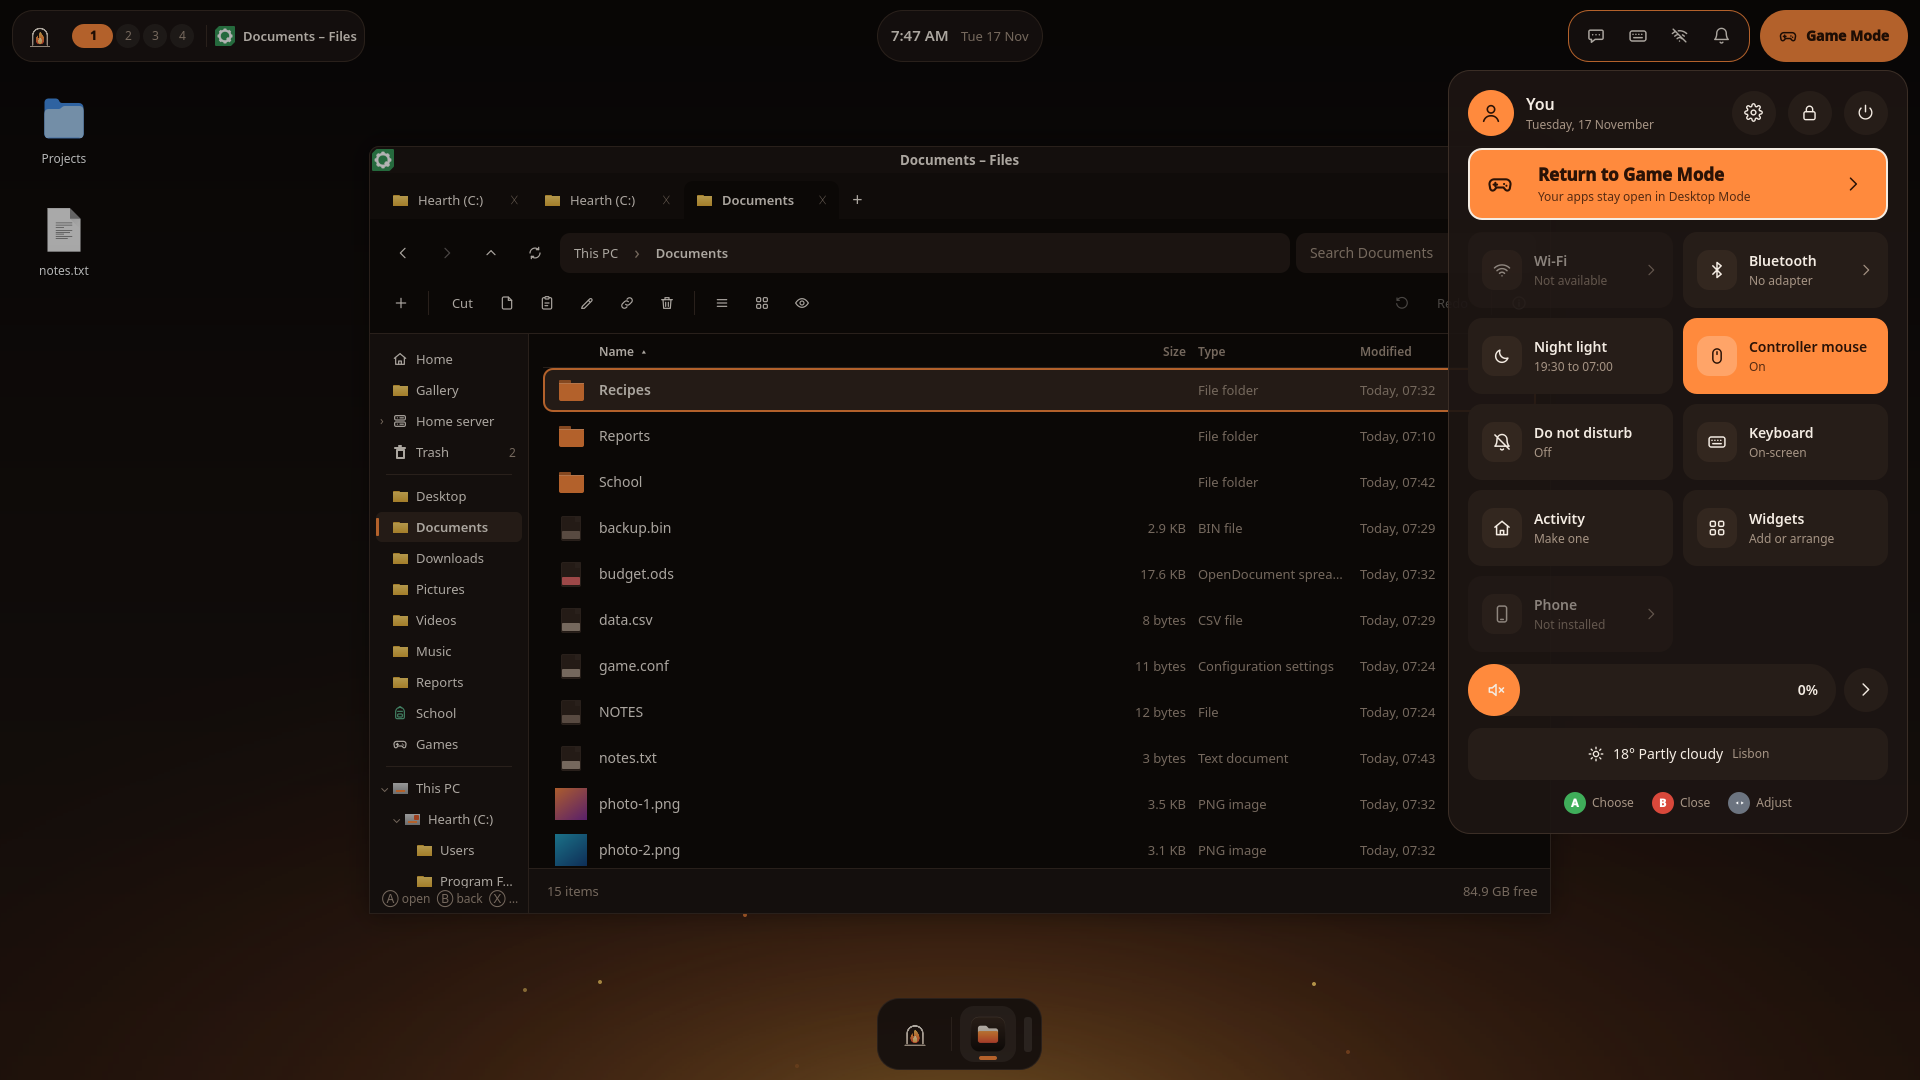 1 2 3 4 Documents – Files
7:47 AM Tue 17 Nov
Game Mode
Projects
notes.txt
Documents – Files
Hearth (C:) X
Hearth (C:) X
Documents X +
This PC › Documents
Search Documents
Cut
Home
Gallery
Home server
Trash 2
Desktop
Documents
Downloads
Pictures
Videos
Music
Reports
School
Games
This PC
Hearth (C:)
Users
Program F...
A open B back X ...
Name Size Type Modified
Recipes File folder Today, 07:32
Reports File folder Today, 07:10
School File folder Today, 07:42
backup.bin 2.9 KB BIN file Today, 07:29
budget.ods 17.6 KB OpenDocument sprea... Today, 07:32
data.csv 8 bytes CSV file Today, 07:29
game.conf 11 bytes Configuration settings Today, 07:24
NOTES 12 bytes File Today, 07:24
notes.txt 3 bytes Text document Today, 07:43
photo-1.png 3.5 KB PNG image Today, 07:32
photo-2.png 3.1 KB PNG image Today, 07:32
15 items 84.9 GB free
You
Tuesday, 17 November
Return to Game Mode
Your apps stay open in Desktop Mode
Wi-Fi
Not available
Bluetooth
No adapter
Night light
19:30 to 07:00
Controller mouse
On
Do not disturb
Off
Keyboard
On-screen
Activity
Make one
Widgets
Add or arrange
Phone
Not installed
0%
18° Partly cloudy Lisbon
A Choose B Close Adjust